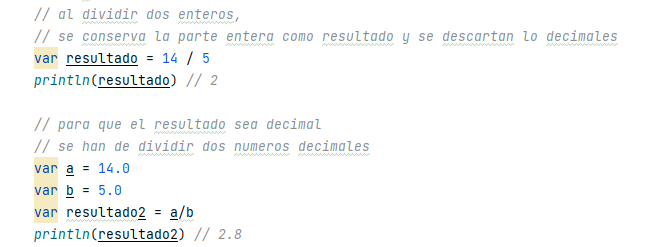 // al dividir dos enteros,
// se conserva la parte entera como resultado y se descartan lo decimales
var resultado = 14 / 5
println(resultado) // 2
// para que el resultado sea decimal
// se han de dividir dos numeros decimales
var a = 14.0
var b = 5.0
var resultado2 = a/b
println(resultado2) // 2.8